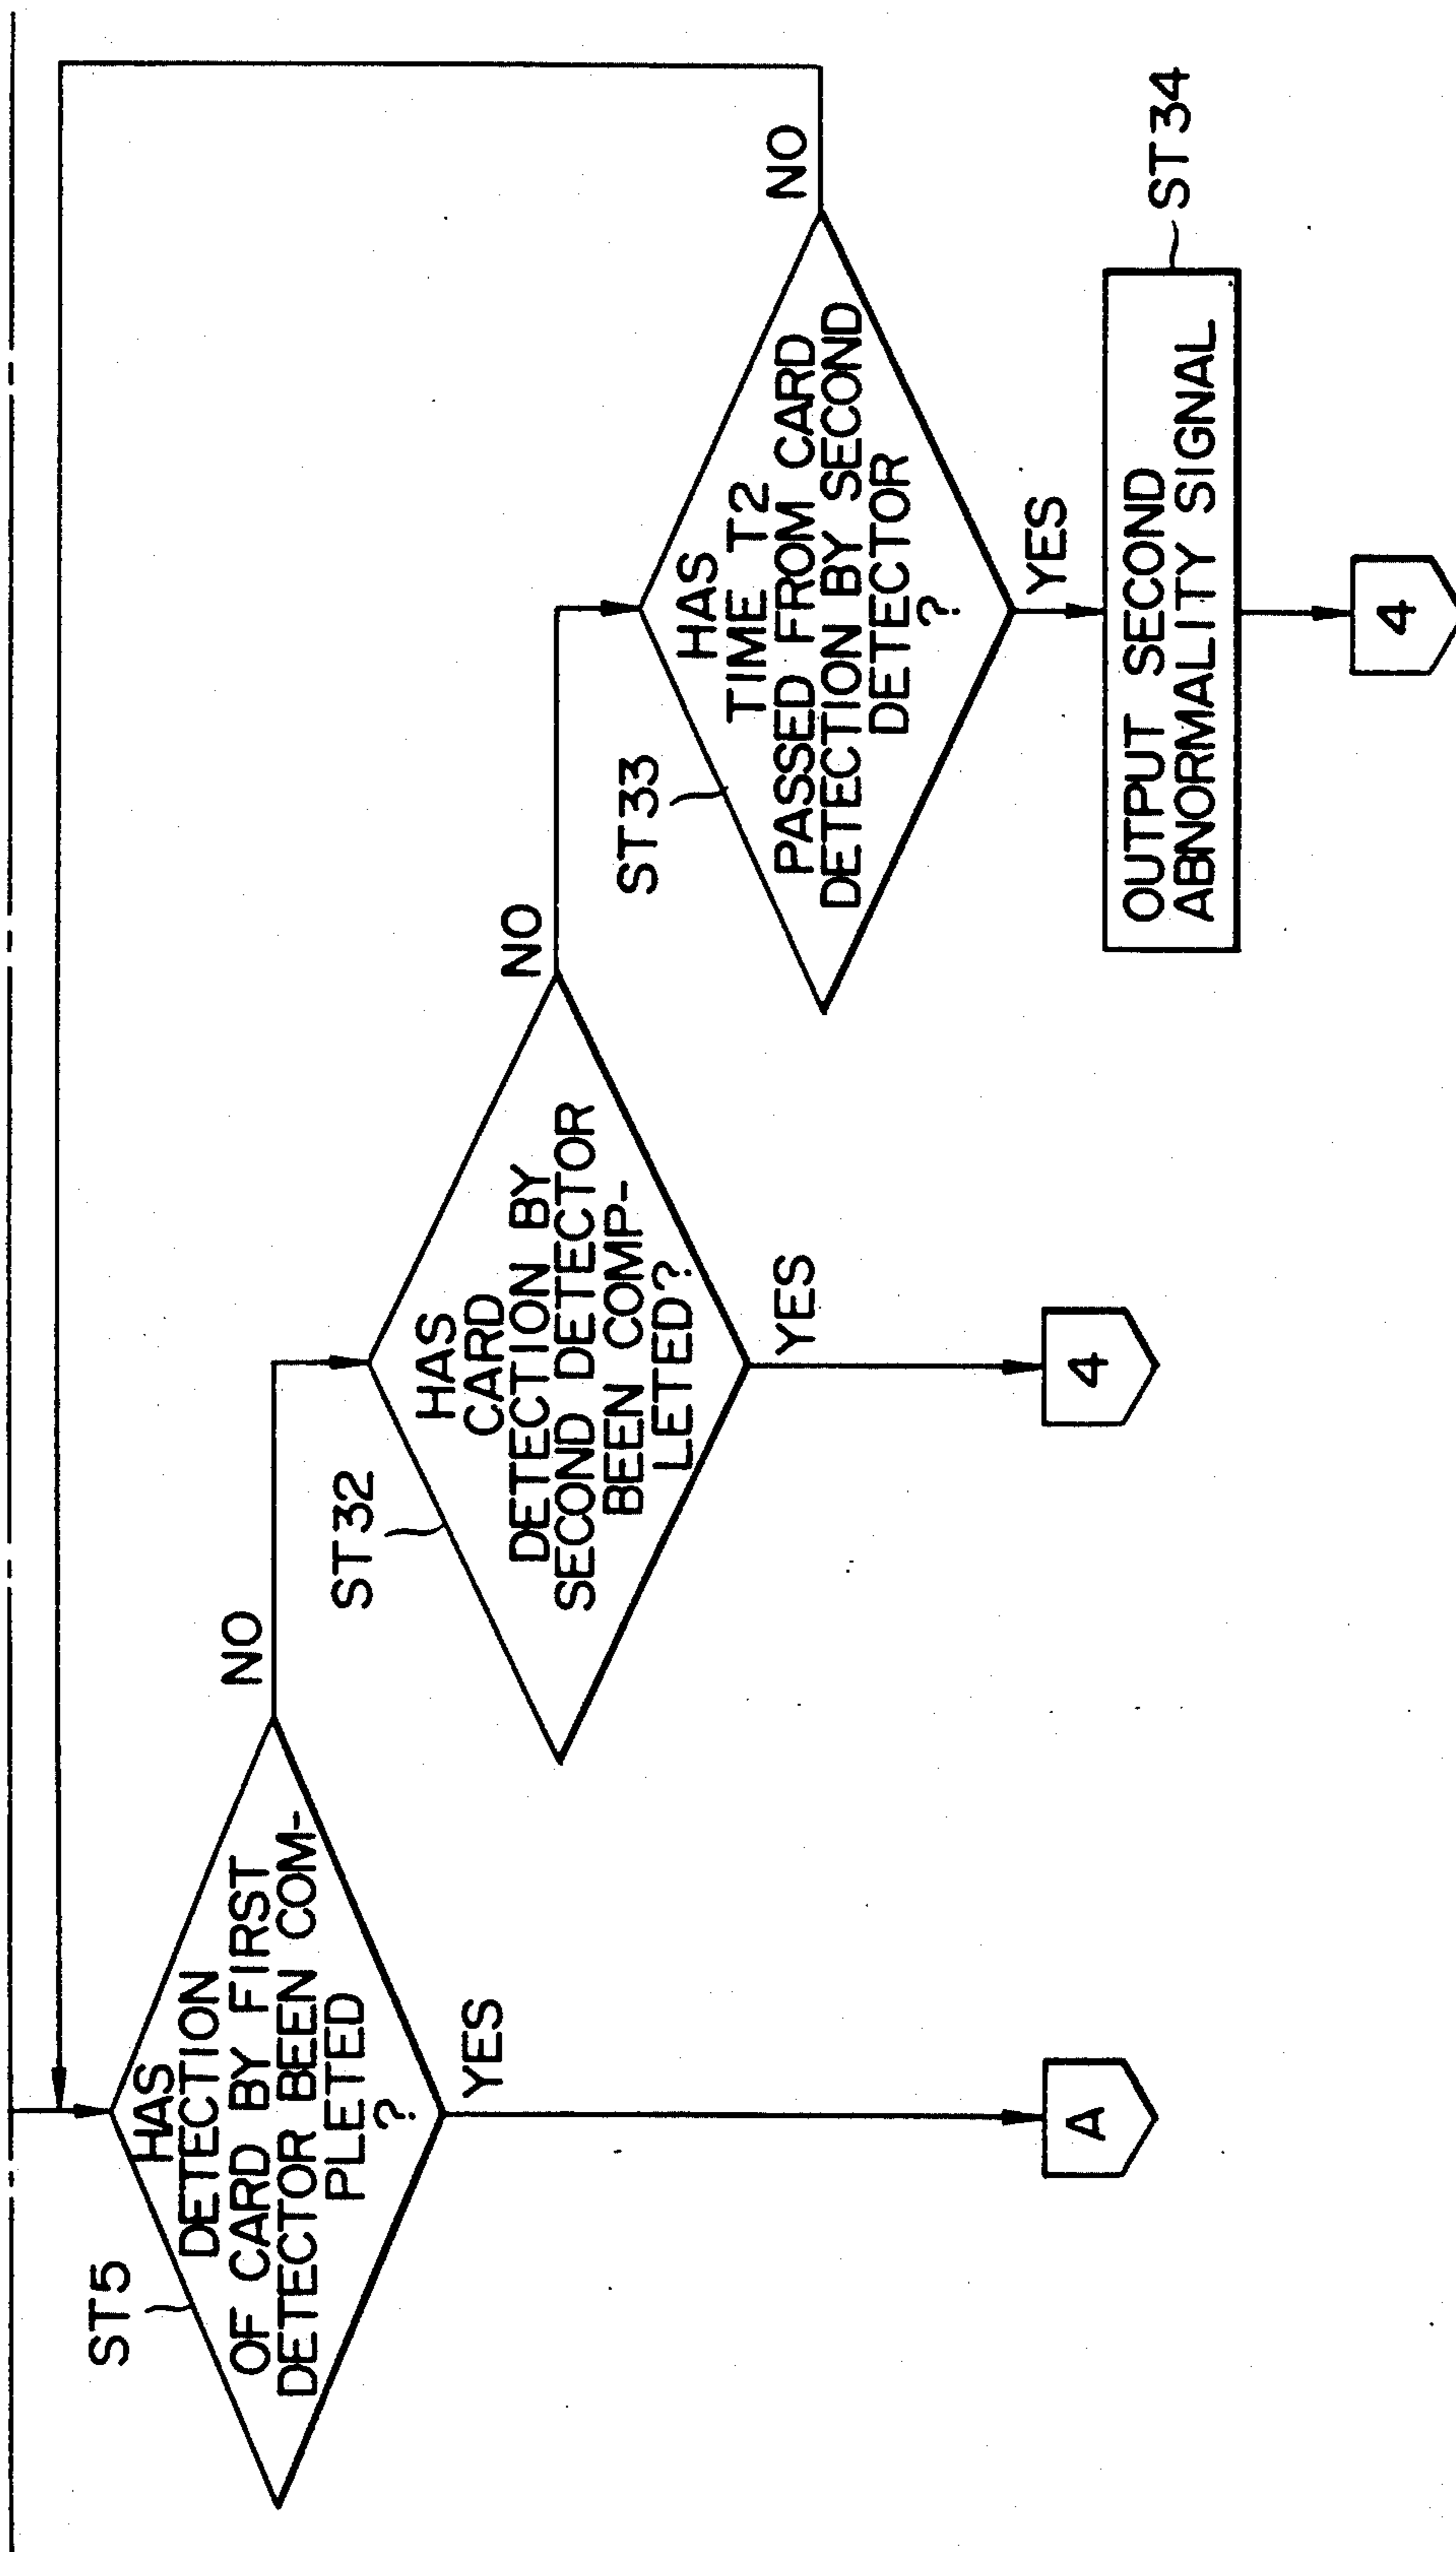 ST5
HAS
DETECTION
OF CARD BY FIRST
DETECTOR BEEN COM-
PLETED
?
NO
YES
A
ST32
HAS
CARD
DETECTION BY
SECOND DETECTOR
BEEN COMP-
LETED?
NO
YES
4
ST33
HAS
TIME T2
PASSED FROM CARD
DETECTION BY SECOND
DETECTOR
?
NO
YES
OUTPUT SECOND
ABNORMALITY SIGNAL
ST34
4